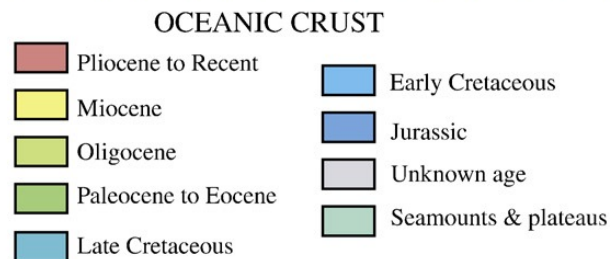 OCEANIC CRUST
Pliocene to Recent
Miocene
Oligocene
Paleocene to Eocene
Late Cretaceous
Early Cretaceous
Jurassic
Unknown age
Seamounts & plateaus